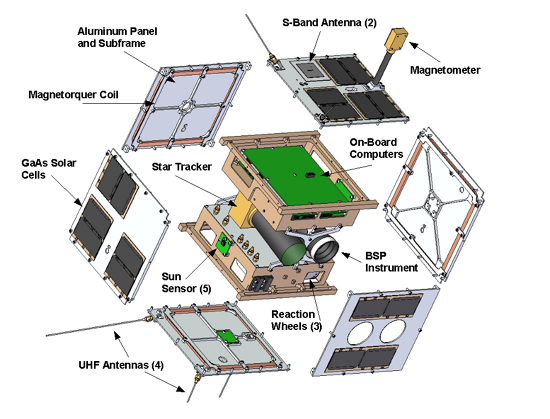 Aluminum Panel
and Subframe
S-Band Antenna (2)
Magnetometer
Magnetorquer Coil
On-Board
Computers
GaAs Solar
Cells
Star Tracker
BSP
Instrument
Sun
Sensor (5)
Reaction
Wheels (3)
UHF Antennas (4)